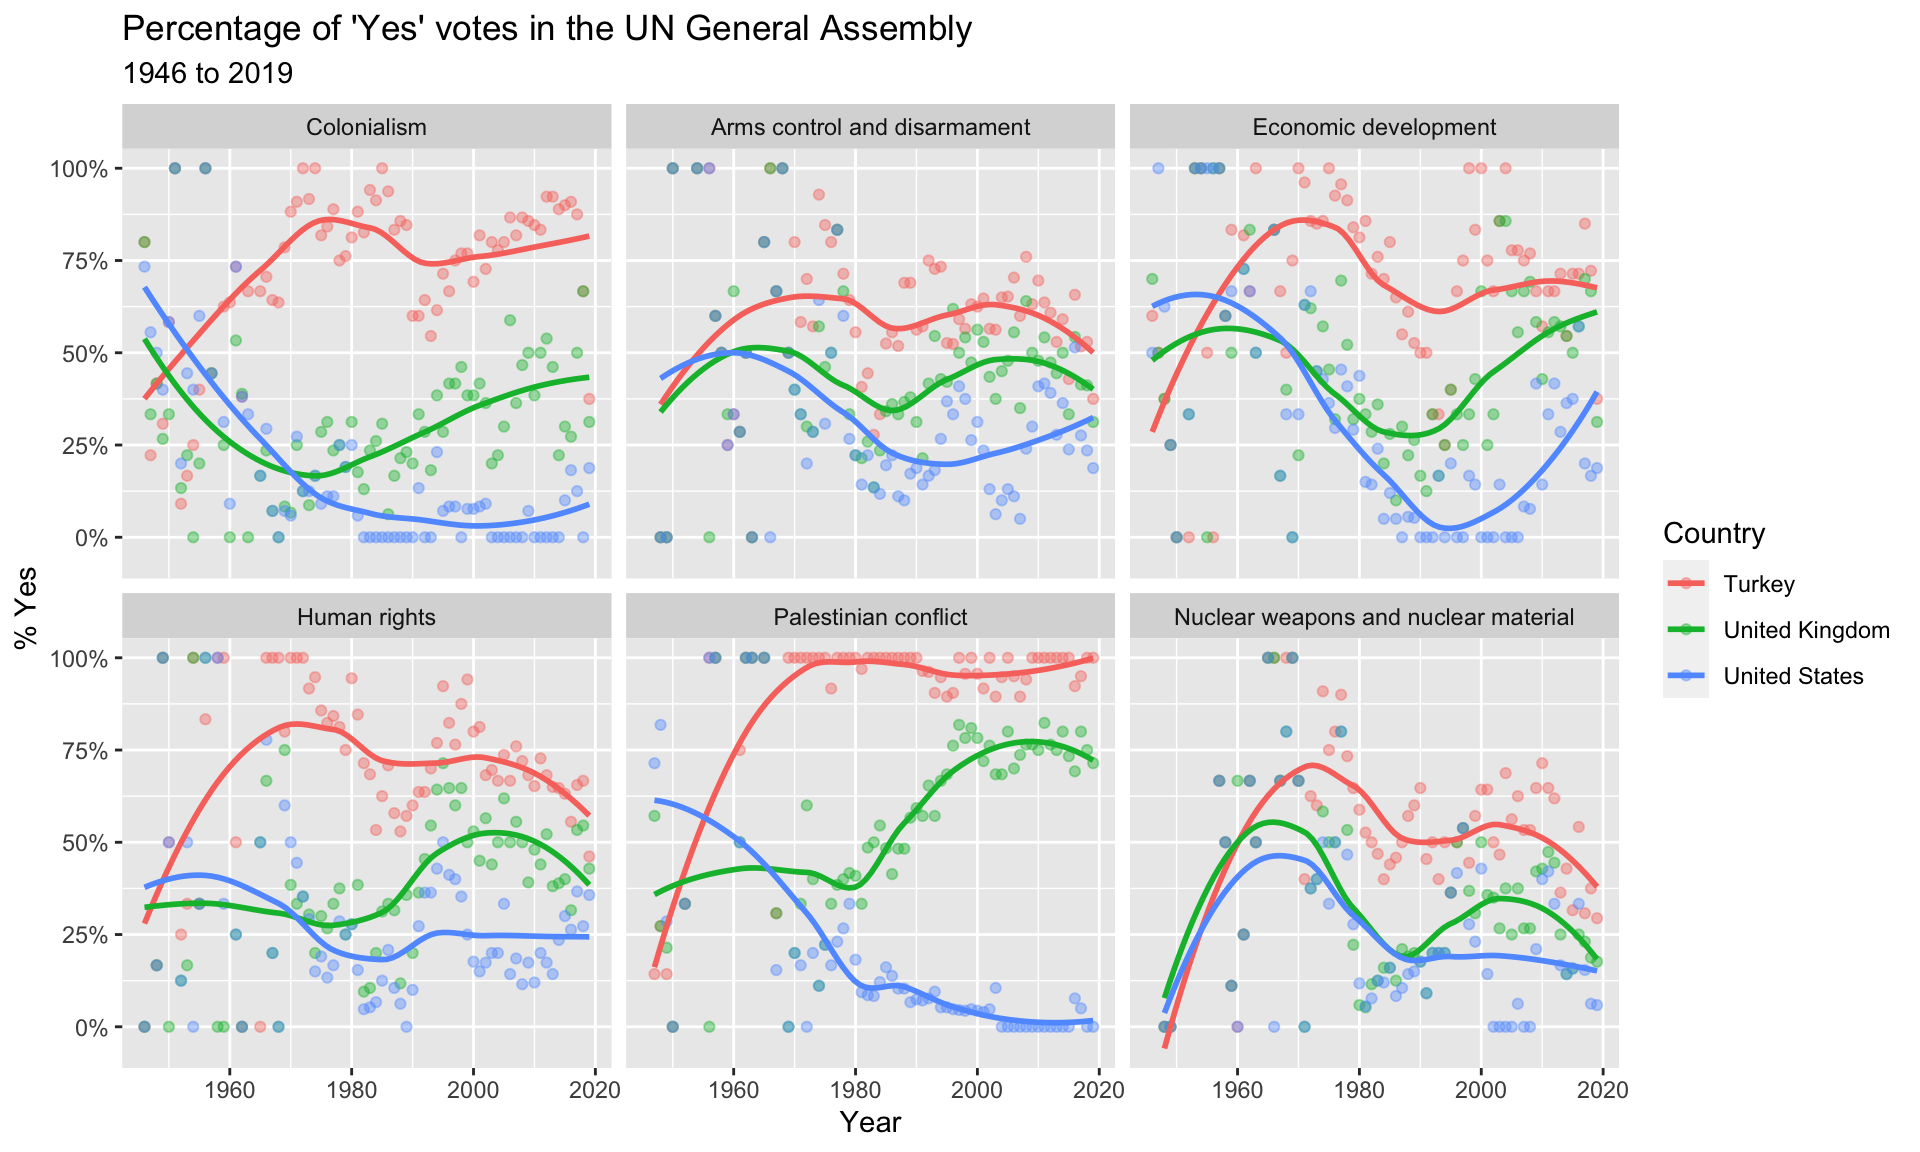 Percentage of 'Yes' votes in the UN General Assembly
1946 to 2019
Colonialism
Arms control and disarmament
Economic development
100%
75%
50%
25%
0%
Human rights
Palestinian conflict
Nuclear weapons and nuclear material
100%
75%
50%
25%
0%
1960 1980 2000 2020
1960 1980 2000 2020
1960 1980 2000 2020
% Yes
Year
Country
Turkey
United Kingdom
United States